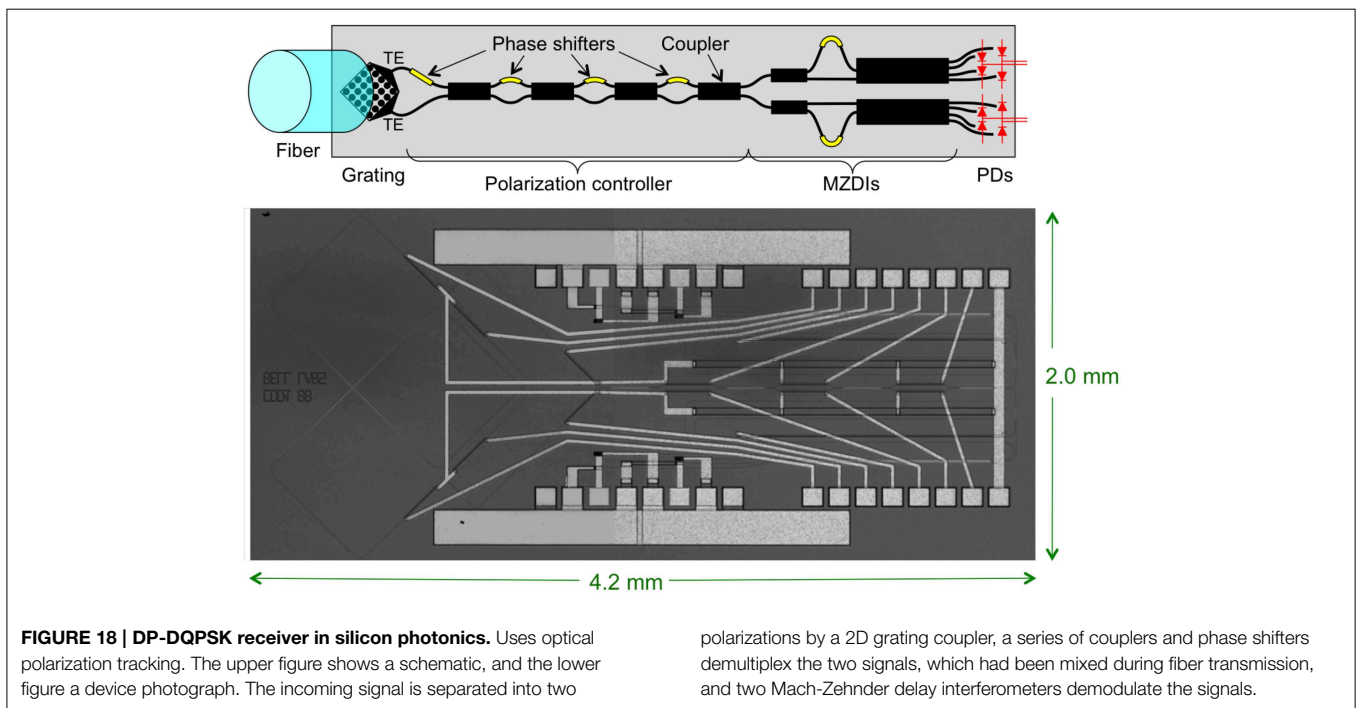 TE
Phase shifters
Coupler
TE
Fiber
Grating
Polarization controller
MZDIs
PDs
2.0 mm
4.2 mm
FIGURE 18 | DP-DQPSK receiver in silicon photonics. Uses optical
polarization tracking. The upper figure shows a schematic, and the lower
figure a device photograph. The incoming signal is separated into two
polarizations by a 2D grating coupler, a series of couplers and phase shifters
demultiplex the two signals, which had been mixed during fiber transmission,
and two Mach-Zehnder delay interferometers demodulate the signals.